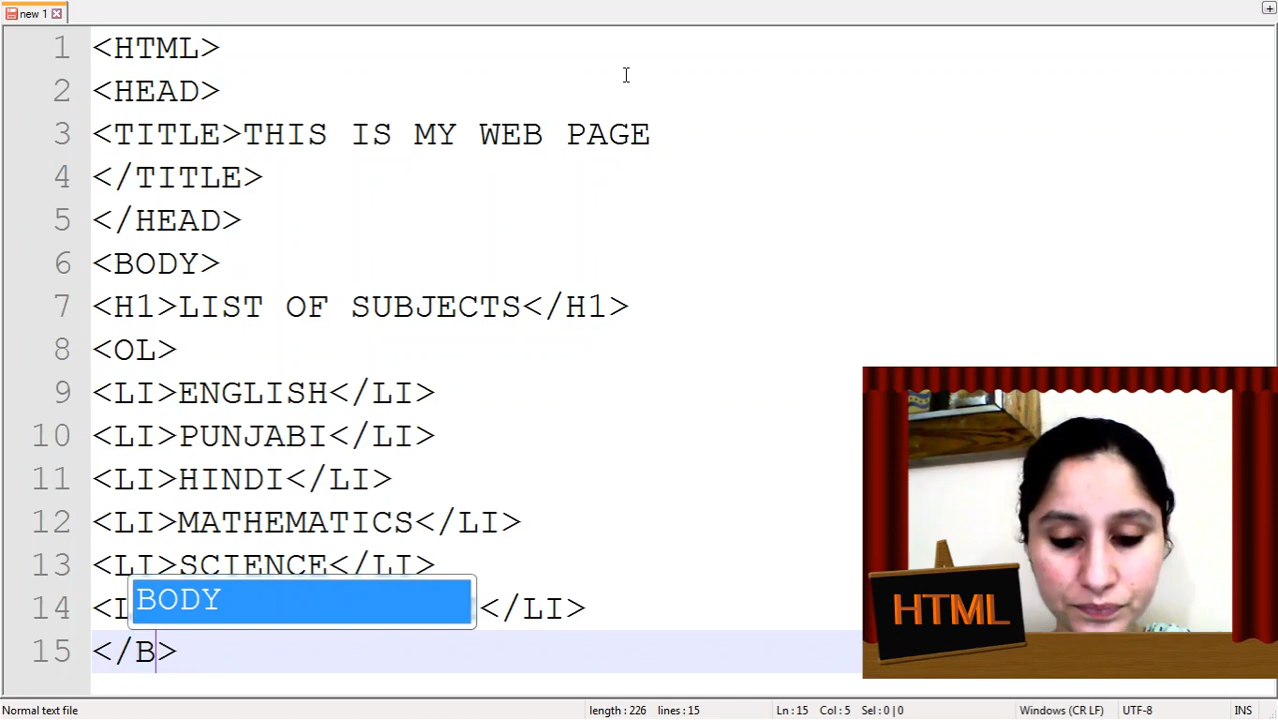 new 1
1 <HTML>
2 <HEAD>
3 <TITLE>THIS IS MY WEB PAGE
4 </TITLE>
5 </HEAD>
6 <BODY>
7 <H1>LIST OF SUBJECTS</H1>
8 <OL>
9 <LI>ENGLISH</LI>
10 <LI>PUNJABI</LI>
11 <LI>HINDI</LI>
12 <LI>MATHEMATICS</LI>
13 <LI>SCIENCE</LI>
BODY
14 </LI>
15 </B>
HTML
Normal text file length : 226 lines : 15 Ln : 15 Col : 5 Sel : 0 | 0 Windows (CR LF) UTF-8 INS